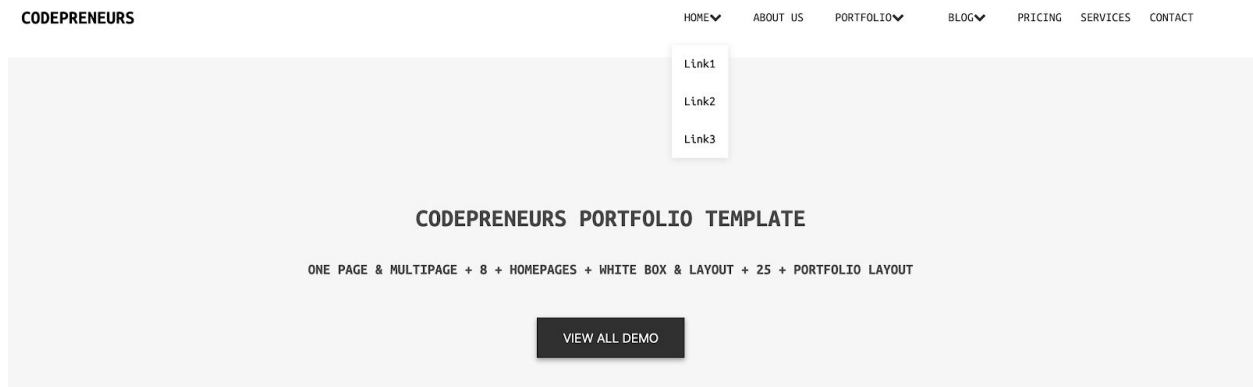 CODEPRENEURS HOME ABOUT US PORTFOLIO BLOG PRICING SERVICES CONTACT
Link1
Link2
Link3
CODEPRENEURS PORTFOLIO TEMPLATE
ONE PAGE & MULTIPAGE + 8 + HOMEPAGES + WHITE BOX & LAYOUT + 25 + PORTFOLIO LAYOUT
VIEW ALL DEMO